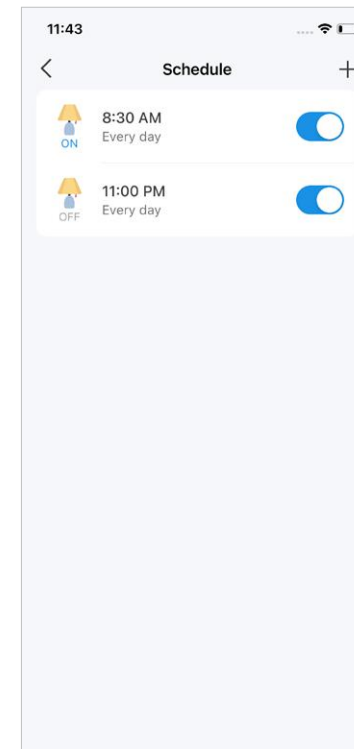 11:43
Schedule
ON
8:30 AM
Every day
OFF
11:00 PM
Every day